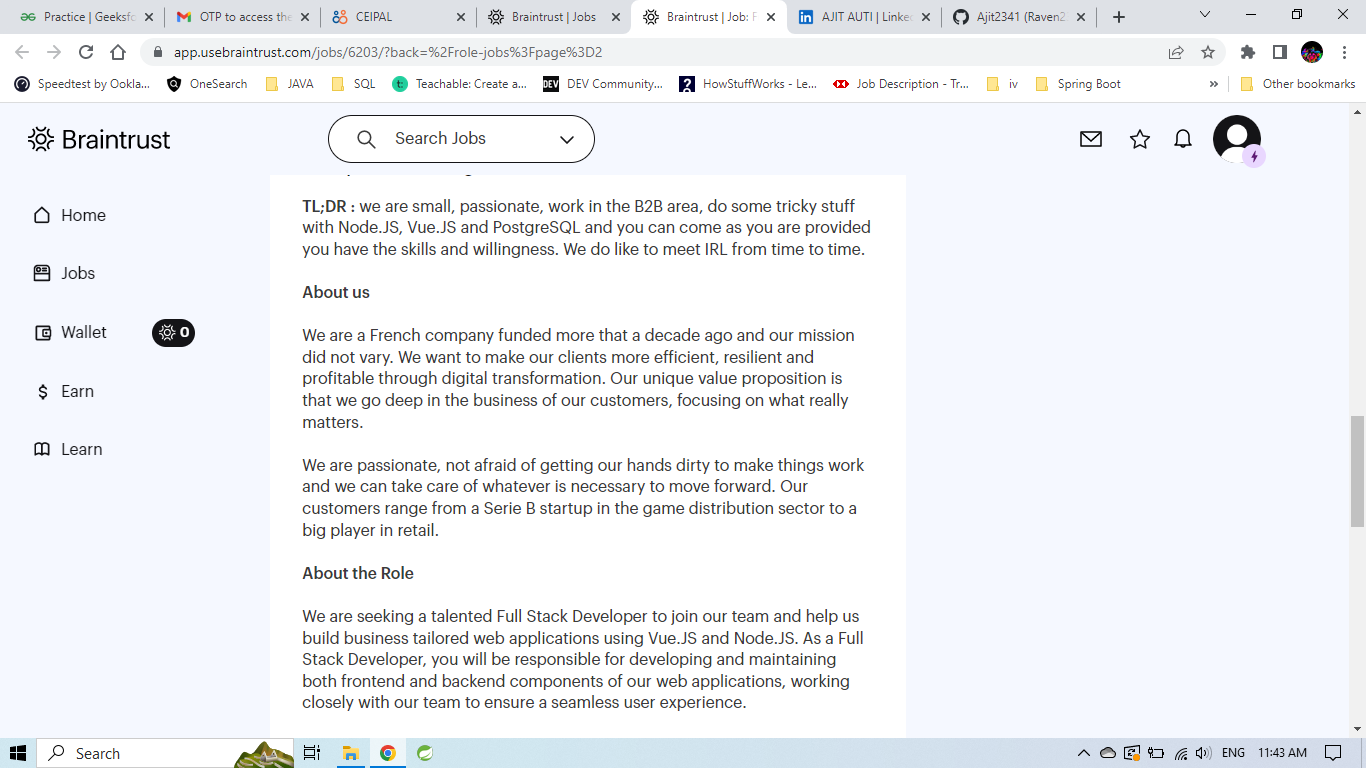 Practice | Geeksfo
OTP to access the
CEIPAL
Braintrust | Jobs
Braintrust | Job: F
AJIT AUTI | Linke
Ajit2341 (Raven2
app.usebraintrust.com/jobs/6203/?back=%2Frole-jobs%3Fpage%3D2
Speedtest by Ookla...
OneSearch
JAVA
SQL
Teachable: Create a...
DEV Community...
HowStuffWorks - Le...
Job Description - Tr...
iv
Spring Boot
»
Other bookmarks
Braintrust
Search Jobs
Home
Jobs
Wallet
0
Earn
Learn
TL;DR : we are small, passionate, work in the B2B area, do some tricky stuff
with Node.JS, Vue.JS and PostgreSQL and you can come as you are provided
you have the skills and willingness. We do like to meet IRL from time to time.
About us
We are a French company funded more that a decade ago and our mission
did not vary. We want to make our clients more efficient, resilient and
profitable through digital transformation. Our unique value proposition is
that we go deep in the business of our customers, focusing on what really
matters.
We are passionate, not afraid of getting our hands dirty to make things work
and we can take care of whatever is necessary to move forward. Our
customers range from a Serie B startup in the game distribution sector to a
big player in retail.
About the Role
We are seeking a talented Full Stack Developer to join our team and help us
build business tailored web applications using Vue.JS and Node.JS. As a Full
Stack Developer, you will be responsible for developing and maintaining
both frontend and backend components of our web applications, working
closely with our team to ensure a seamless user experience.
Search
ENG
11:43 AM